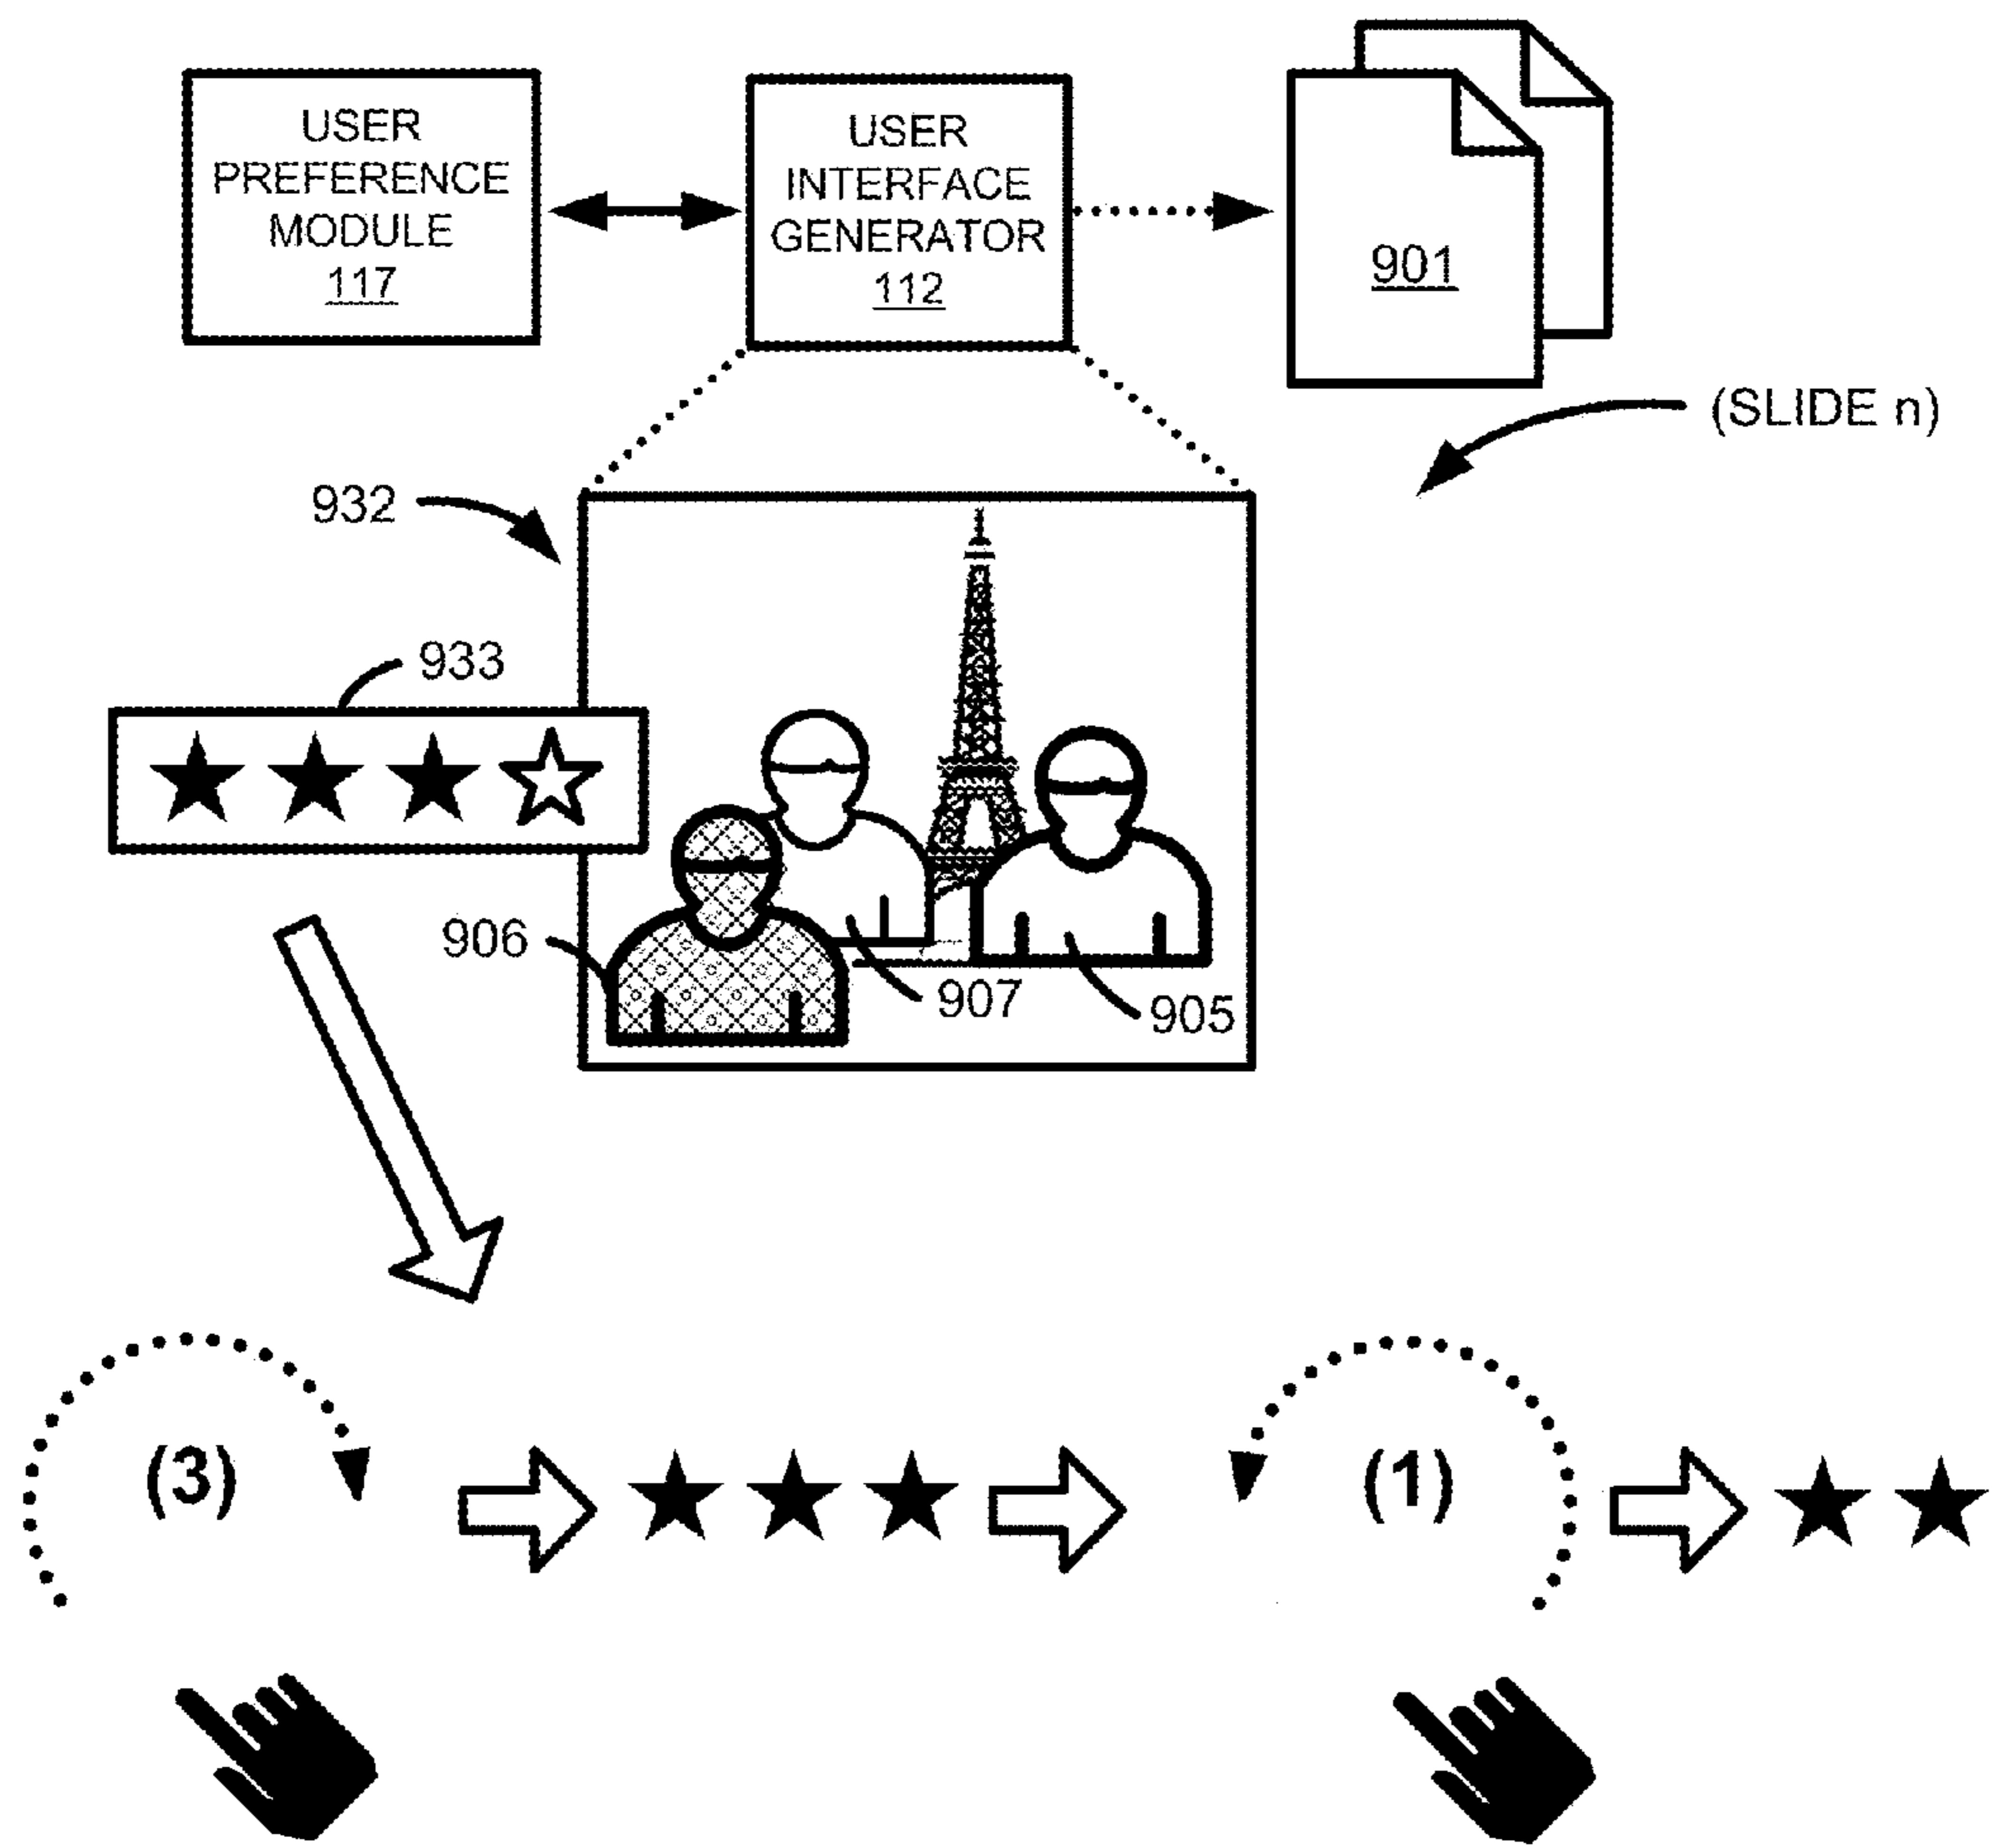 USER
PREFERENCE
MODULE
117
USER
INTERFACE
GENERATOR
112
901
(SLIDE n)
932
933
906
907
905
(3)
(1)